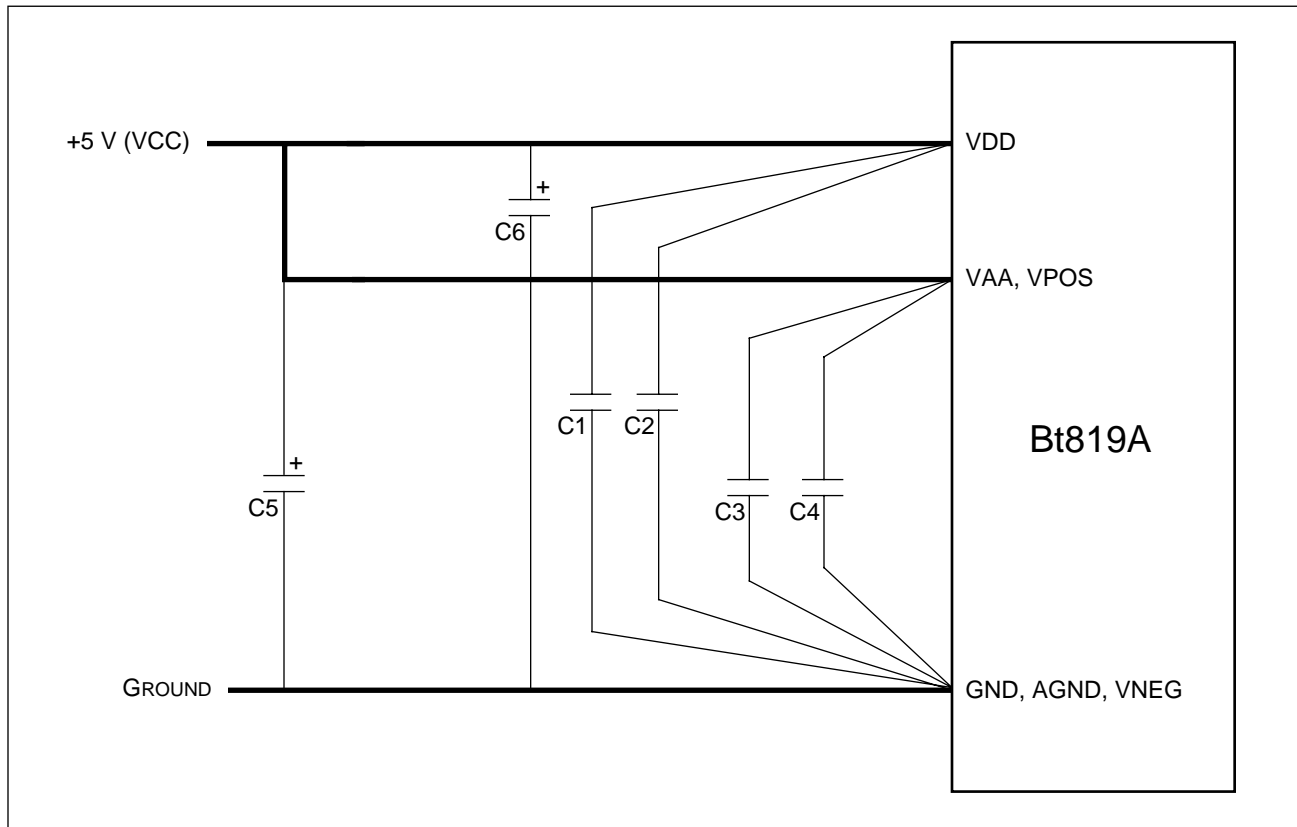 +5 V (VCC)
VDD
+
C6
VAA, VPOS
C1
C2
Bt819A
+
C5
C3
C4
GROUND
GND, AGND, VNEG